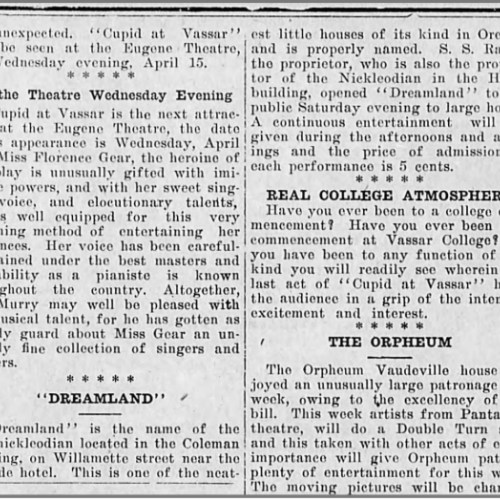 unexpected. "Cupid at Vassar"
be seen at the Eugene Theatre,
Wednesday evening, April 15.
* * * * *
the Theatre Wednesday Evening
Cupid at Vassar is the next attrac-
at the Eugene Theatre, the date
s appearance is Wednesday, April
Miss Florence Gear, the heroine of
play is unusually gifted with imi-
e powers, and with her sweet sing-
voice, and elocutionary talents,
s well equipped for this very
ning method of entertaining her
nces. Her voice has been careful-
ained under the best masters and
ability as a pianiste is known
ughout the country. Altogether,
Murry may well be pleased with
usical talent, for he has gotten as
ly guard about Miss Gear an un-
ly fine collection of singers and
ers.
* * * * *
"DREAMLAND"
Dreamland" is the name of the
nickleodian located in the Coleman
ing, on Willamette street near the
de hotel. This is one of the neat-
est little houses of its kind in Ore
and is properly named. S. S. Ra
the proprietor, who is also the pro
tor of the Nickleodian in the H
building, opened "Dreamland" to
public Saturday evening to large ho
A continuous entertainment will
given during the afternoons and a
ings and the price of admission
each performance is 5 cents.
* * * * *
REAL COLLEGE ATMOSPHER
Have you ever been to a college
mencement? Have you ever been
commencement at Vassar College?
you have been to any function of
kind you will readily see wherein
last act of "Cupid at Vassar" h
the audience in a grip of the inter
excitement and interest.
* * * * *
THE ORPHEUM
The Orpheum Vaudeville house
joyed an unusually large patronage
week, owing to the excellency of
bill. This week artists from Panta
theatre, will do a Double Turn s
and this taken with other acts of e
importance will give Orpheum pat
plenty of entertainment for this w
The moving pictures will be chan